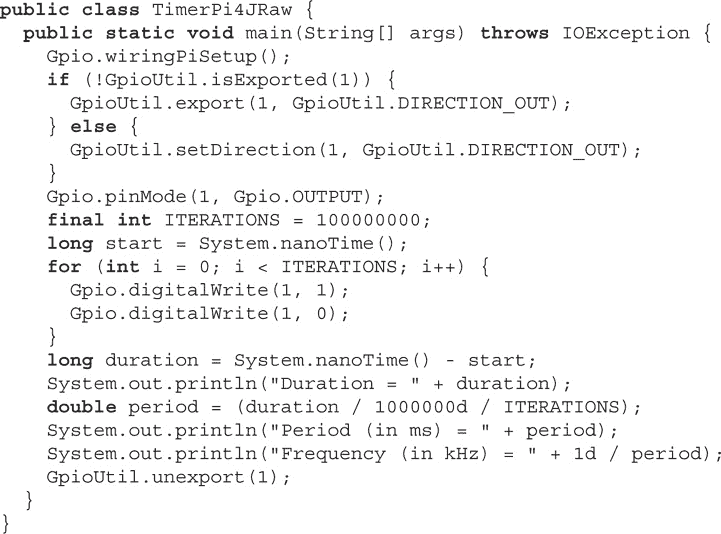 public class TimerPi4JRaw {
  public static void main(String[] args) throws IOException {
    Gpio.wiringPiSetup();
    if (!GpioUtil.isExported(1)) {
      GpioUtil.export(1, GpioUtil.DIRECTION_OUT);
    } else {
      GpioUtil.setDirection(1, GpioUtil.DIRECTION_OUT);
    }
    Gpio.pinMode(1, Gpio.OUTPUT);
    final int ITERATIONS = 100000000;
    long start = System.nanoTime();
    for (int i = 0; i < ITERATIONS; i++) {
      Gpio.digitalWrite(1, 1);
      Gpio.digitalWrite(1, 0);
    }
    long duration = System.nanoTime() - start;
    System.out.println("Duration = " + duration);
    double period = (duration / 1000000d / ITERATIONS);
    System.out.println("Period (in ms) = " + period);
    System.out.println("Frequency (in kHz) = " + 1d / period);
    GpioUtil.unexport(1);
  }
}